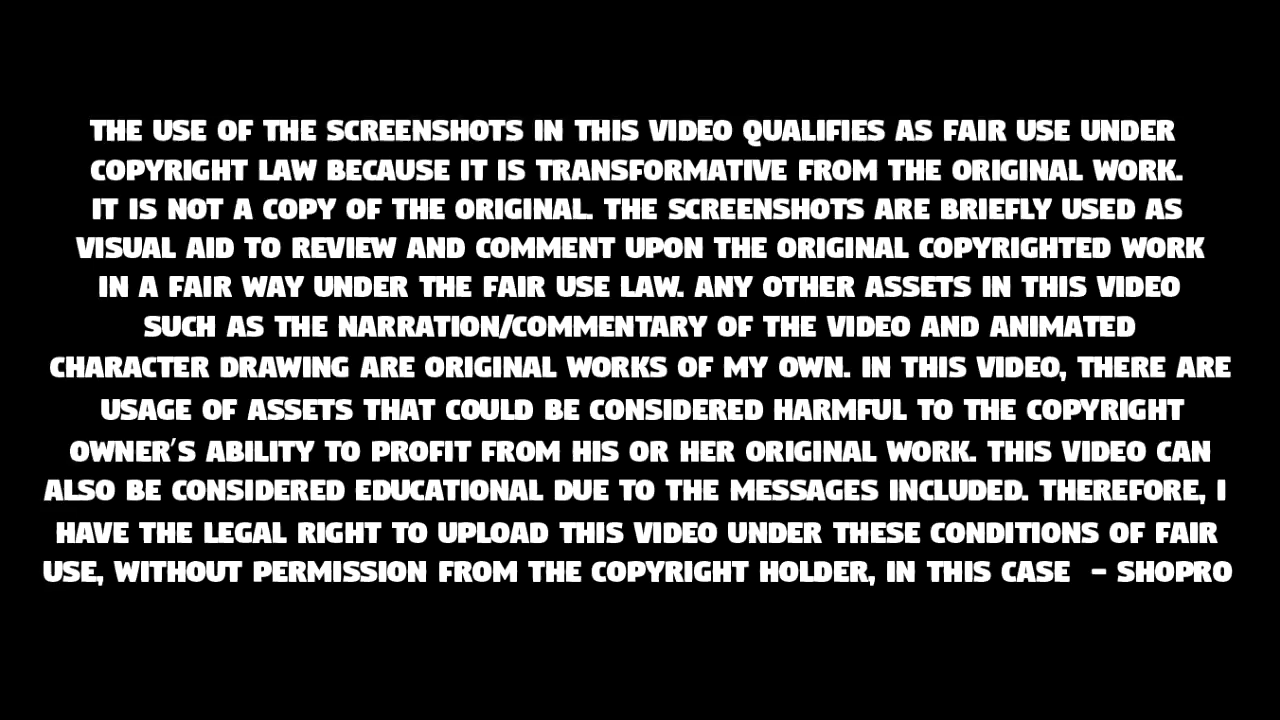 THE USE OF THE SCREENSHOTS IN THIS VIDEO QUALIFIES AS FAIR USE UNDER
COPYRIGHT LAW BECAUSE IT IS TRANSFORMATIVE FROM THE ORIGINAL WORK.
IT IS NOT A COPY OF THE ORIGINAL. THE SCREENSHOTS ARE BRIEFLY USED AS
VISUAL AID TO REVIEW AND COMMENT UPON THE ORIGINAL COPYRIGHTED WORK
IN A FAIR WAY UNDER THE FAIR USE LAW. ANY OTHER ASSETS IN THIS VIDEO
SUCH AS THE NARRATION/COMMENTARY OF THE VIDEO AND ANIMATED
CHARACTER DRAWING ARE ORIGINAL WORKS OF MY OWN. IN THIS VIDEO, THERE ARE
USAGE OF ASSETS THAT COULD BE CONSIDERED HARMFUL TO THE COPYRIGHT
OWNER'S ABILITY TO PROFIT FROM HIS OR HER ORIGINAL WORK. THIS VIDEO CAN
ALSO BE CONSIDERED EDUCATIONAL DUE TO THE MESSAGES INCLUDED. THEREFORE, I
HAVE THE LEGAL RIGHT TO UPLOAD THIS VIDEO UNDER THESE CONDITIONS OF FAIR
USE, WITHOUT PERMISSION FROM THE COPYRIGHT HOLDER, IN THIS CASE - SHOPRO